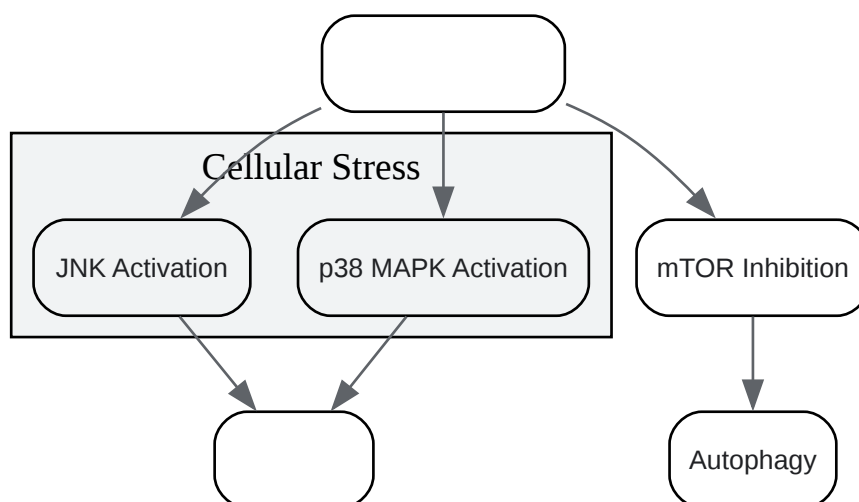 Cellular Stress
JNK Activation
p38 MAPK Activation
mTOR Inhibition
Autophagy